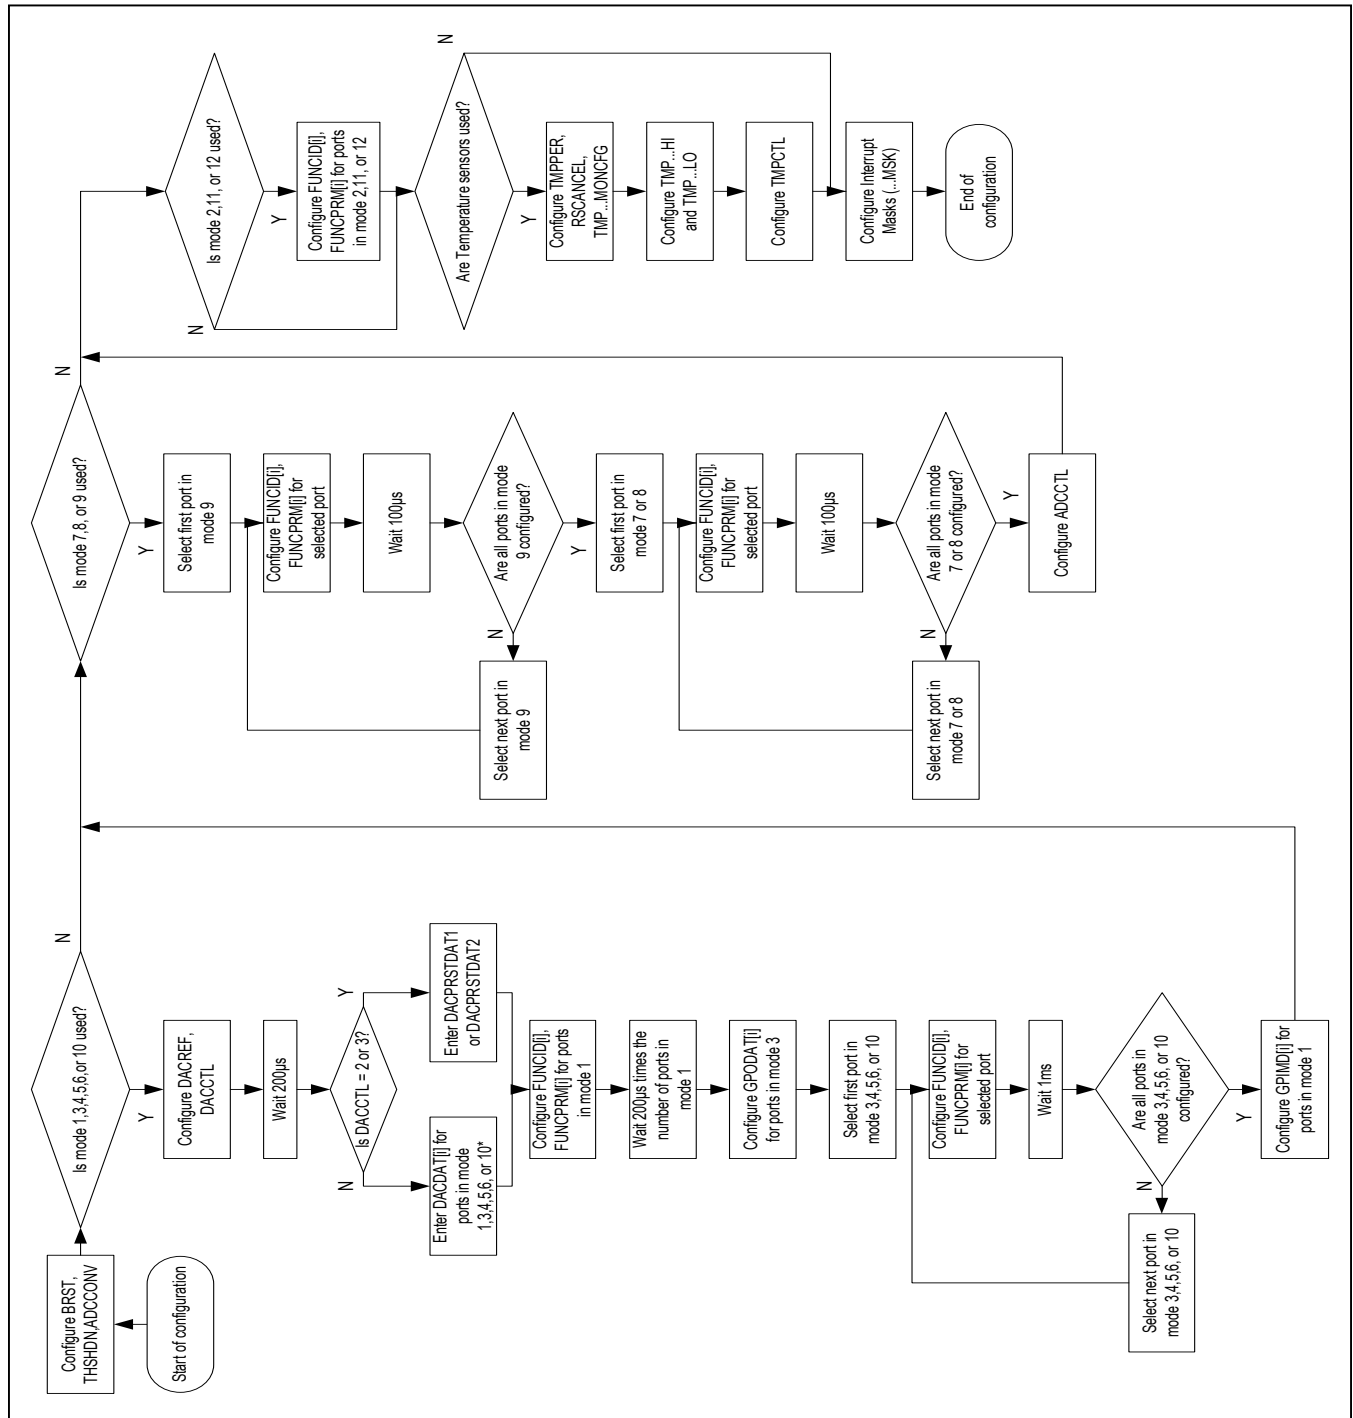 Start of configuration
Configure BRST,
THSHDN,ADCCONV
Is mode 1,3,4,5,6,or 10 used?
N
Y
Configure DACREF,
DACCTL
Wait 200µs
Is DACCTL = 2 or 3?
N
Y
Enter DACDAT[i] for
ports in mode
1,3,4,5,6, or 10*
Enter DACPRSTDAT1
or DACPRSTDAT2
Configure FUNCID[i],
FUNCPRM[i] for ports
in mode 1
Wait 200µs times the
number of ports in
mode 1
Configure GPODAT[i]
for ports in mode 3
Select first port in
mode 3,4,5,6, or 10
Configure FUNCID[i],
FUNCPRM[i] for
selected port
Wait 1ms
Are all ports in
mode 3,4,5,6, or 10
configured?
N
Y
Select next port in
mode 3,4,5,6, or 10
Configure GPIMD[i] for
ports in mode 1
Is mode 7,8, or 9 used?
N
Y
Select first port in
mode 9
Configure FUNCID[i],
FUNCPRM[i] for
selected port
Wait 100µs
Are all ports in mode
9 configured?
N
Y
Select next port in
mode 9
Select first port in
mode 7 or 8
Configure FUNCID[i],
FUNCPRM[i] for
selected port
Wait 100µs
Are all ports in mode
7 or 8 configured?
N
Y
Select next port in
mode 7 or 8
Configure ADCCTL
Is mode 2,11, or 12 used?
N
Y
Configure FUNCID[i],
FUNCPRM[i] for ports
in mode 2,11, or 12
Are Temperature sensors used?
N
Y
Configure TMPPER,
RSCANCEL,
TMP...MONCFG
Configure TMP...HI
and TMP...LO
Configure TMPCTL
Configure Interrupt
Masks (...MSK)
End of
configuration